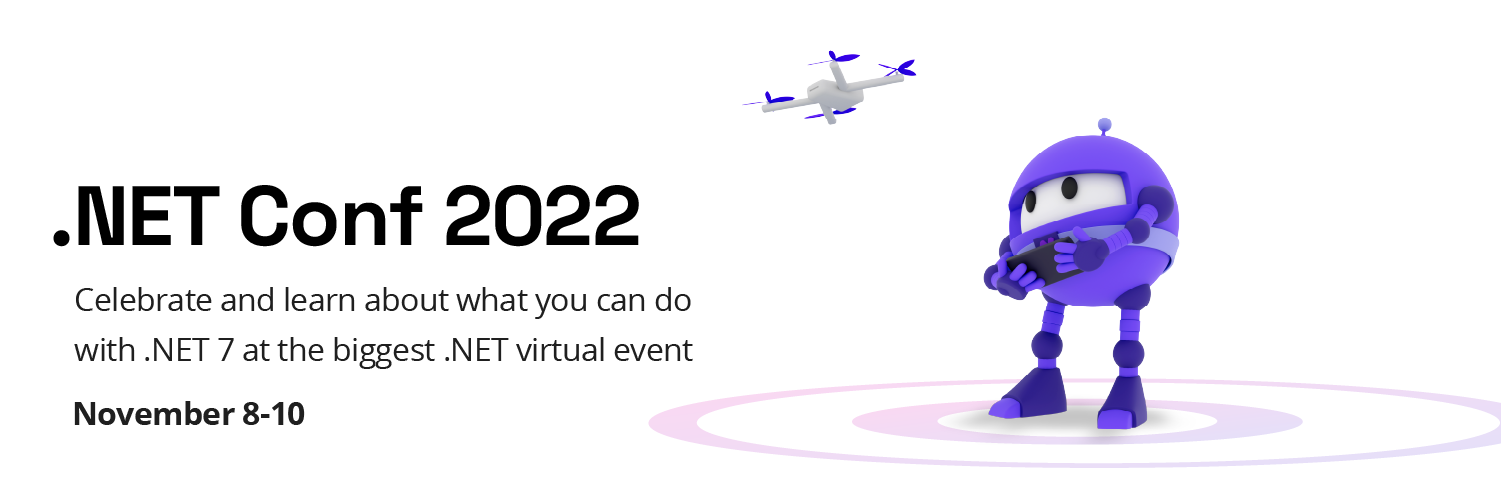 .NET Conf 2022
Celebrate and learn about what you can do
with .NET 7 at the biggest .NET virtual event
November 8-10